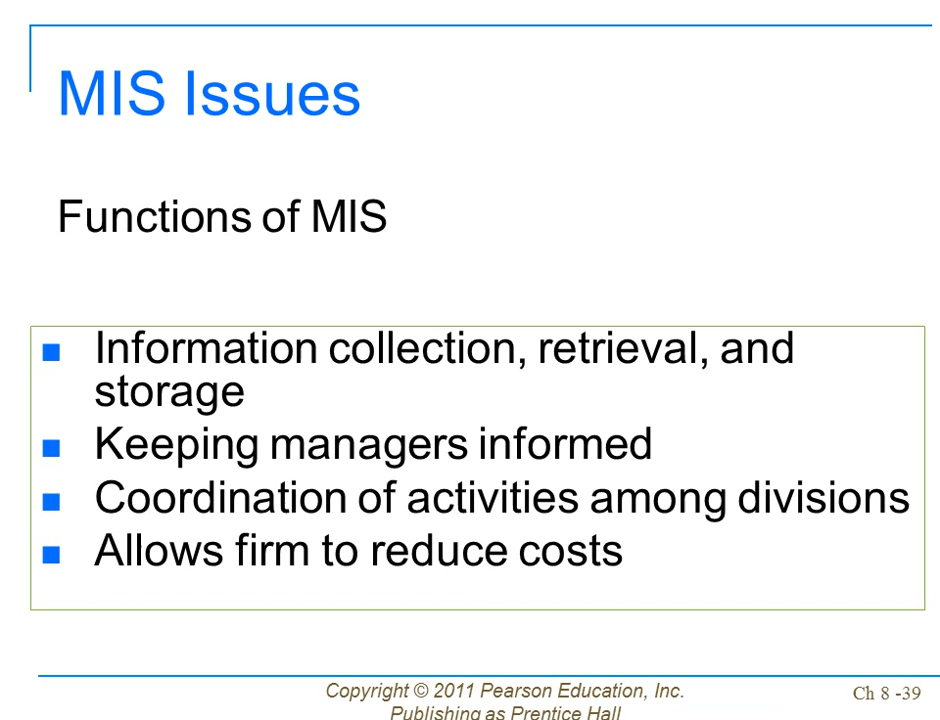 MIS Issues
Functions of MIS
Information collection, retrieval, and
storage
Keeping managers informed
Coordination of activities among divisions
Allows firm to reduce costs
Copyright © 2011 Pearson Education, Inc.
Publishing as Prentice Hall
Ch 8 -39